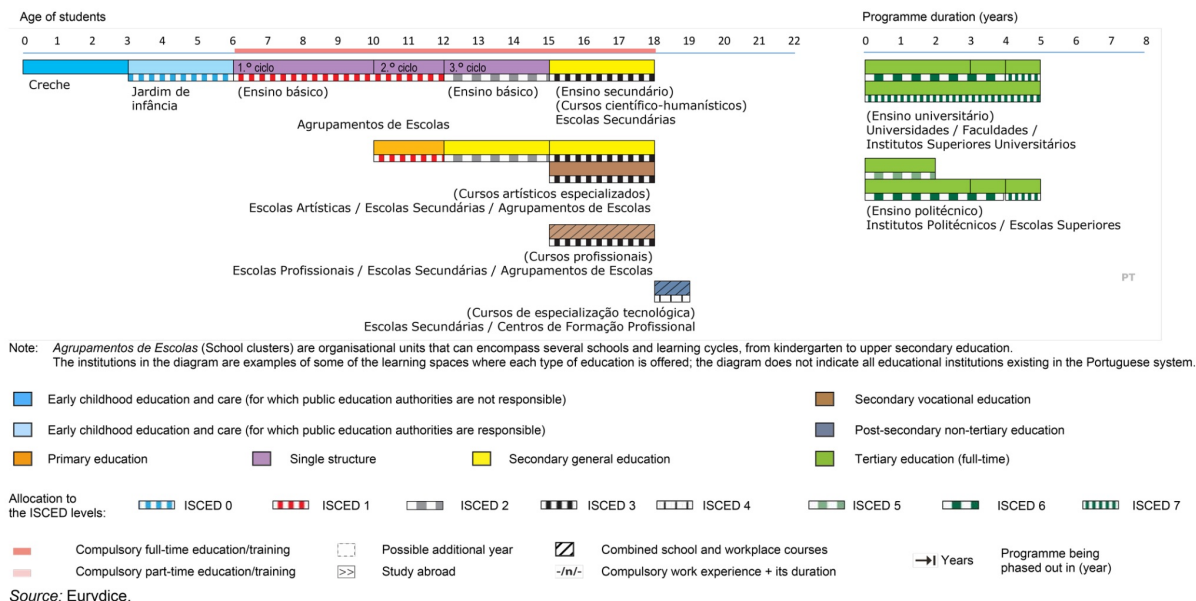 Age of students
Programme duration (years)
0 1 2 3 4 5 6 7 8 9 10 11 12 13 14 15 16 17 18 19 20 21 22
0 1 2 3 4 5 6 7 8
1.º ciclo 2.º ciclo 3.º ciclo
Creche
Jardim de
infância
(Ensino básico)
(Ensino básico)
(Ensino secundário)
(Cursos científico-humanísticos)
Escolas Secundárias
Agrupamentos de Escolas
(Cursos artísticos especializados)
Escolas Artísticas / Escolas Secundárias / Agrupamentos de Escolas
(Cursos profissionais)
Escolas Profissionais / Escolas Secundárias / Agrupamentos de Escolas
(Cursos de especialização tecnológica)
Escolas Secundárias / Centros de Formação Profissional
(Ensino universitário)
Universidades / Faculdades /
Institutos Superiores Universitários
(Ensino politécnico)
Institutos Politécnicos / Escolas Superiores
PT
Note: Agrupamentos de Escolas (School clusters) are organisational units that can encompass several schools and learning cycles, from kindergarten to upper secondary education.
The institutions in the diagram are examples of some of the learning spaces where each type of education is offered; the diagram does not indicate all educational institutions existing in the Portuguese system.
Early childhood education and care (for which public education authorities are not responsible)
Secondary vocational education
Early childhood education and care (for which public education authorities are responsible)
Post-secondary non-tertiary education
Primary education
Single structure
Secondary general education
Tertiary education (full-time)
Allocation to
the ISCED levels:
ISCED 0
ISCED 1
ISCED 2
ISCED 3
ISCED 4
ISCED 5
ISCED 6
ISCED 7
Compulsory full-time education/training
Possible additional year
Combined school and workplace courses
Years
Programme being
phased out in (year)
Compulsory part-time education/training
>> Study abroad
-/n/- Compulsory work experience + its duration
Source: Eurydice.